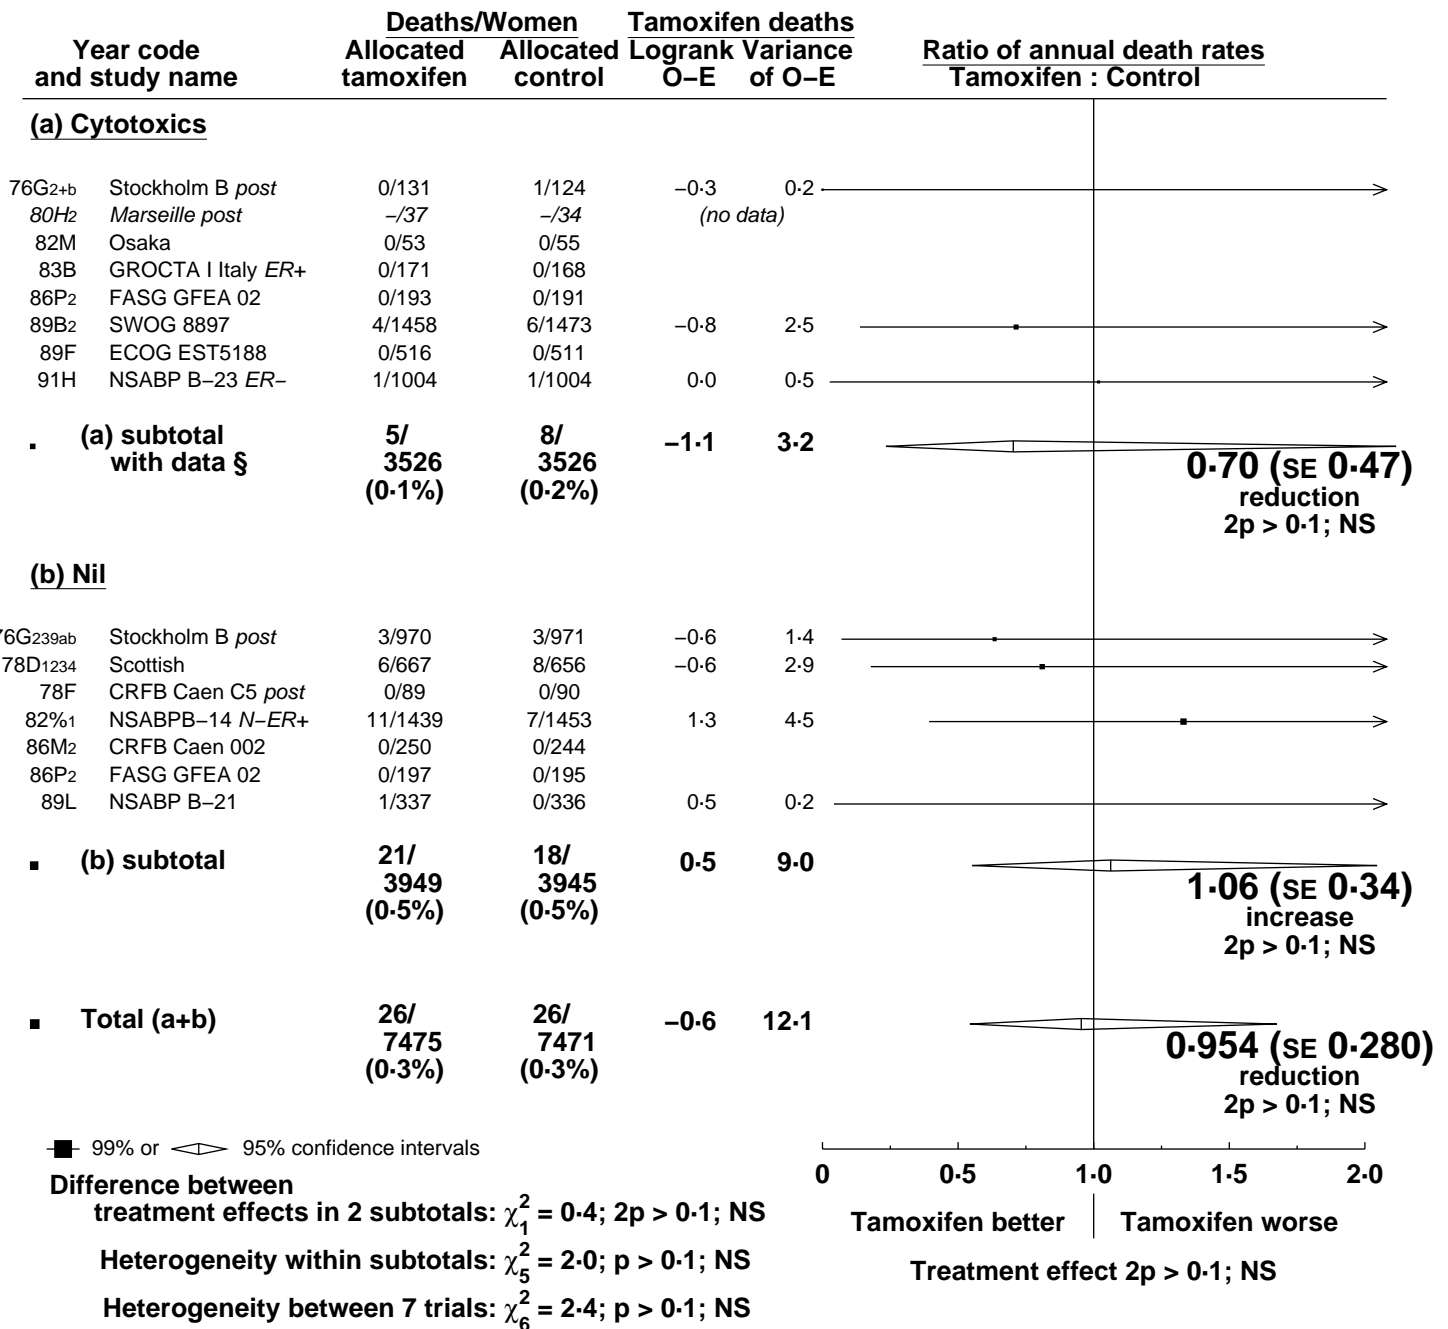 Deaths/Women Tamoxifen deaths
Year code Allocated Allocated Logrank Variance Ratio of annual death rates
and study name tamoxifen control O–E of O–E Tamoxifen : Control
(a) Cytotoxics
76G2+b Stockholm B post 0/131 1/124 –0·3 0·2
80H2 Marseille post –/37 –/34 (no data)
82M Osaka 0/53 0/55
83B GROCTA I Italy ER+ 0/171 0/168
86P2 FASG GFEA 02 0/193 0/191
89B2 SWOG 8897 4/1458 6/1473 –0·8 2·5
89F ECOG EST5188 0/516 0/511
91H NSABP B–23 ER– 1/1004 1/1004 0·0 0·5
(a) subtotal 5/ 8/ –1·1 3·2
with data § 3526 3526 0·70 (SE 0·47)
(0·1%) (0·2%) reduction
2p > 0·1; NS
(b) Nil
76G239ab Stockholm B post 3/970 3/971 –0·6 1·4
78D1234 Scottish 6/667 8/656 –0·6 2·9
78F CRFB Caen C5 post 0/89 0/90
82%1 NSABPB–14 N–ER+ 11/1439 7/1453 1·3 4·5
86M2 CRFB Caen 002 0/250 0/244
86P2 FASG GFEA 02 0/197 0/195
89L NSABP B–21 1/337 0/336 0·5 0·2
(b) subtotal 21/ 18/ 0·5 9·0
3949 3945 1·06 (SE 0·34)
(0·5%) (0·5%) increase
2p > 0·1; NS
Total (a+b) 26/ 26/ –0·6 12·1
7475 7471 0·954 (SE 0·280)
(0·3%) (0·3%) reduction
2p > 0·1; NS
99% or 95% confidence intervals
0 0·5 1·0 1·5 2·0
Difference between
treatment effects in 2 subtotals: χ²₁ = 0·4; 2p > 0·1; NS
Tamoxifen better Tamoxifen worse
Heterogeneity within subtotals: χ²₅ = 2·0; p > 0·1; NS
Treatment effect 2p > 0·1; NS
Heterogeneity between 7 trials: χ²₆ = 2·4; p > 0·1; NS